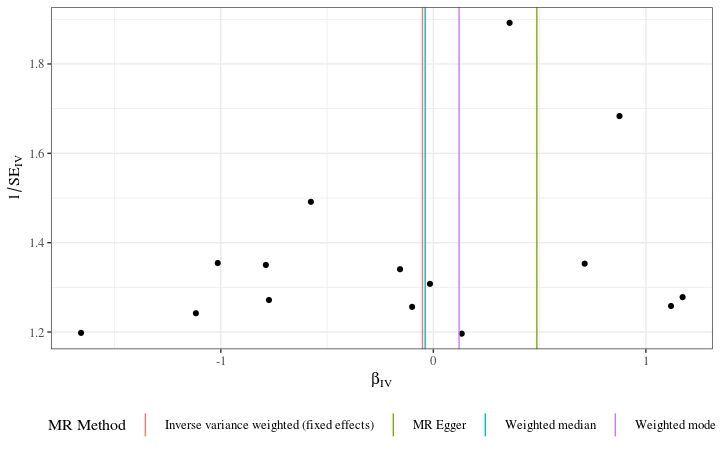 1/SE_IV
1.8
1.6
1.4
1.2
-1
0
1
β_IV
MR Method
Inverse variance weighted (fixed effects)
MR Egger
Weighted median
Weighted mode